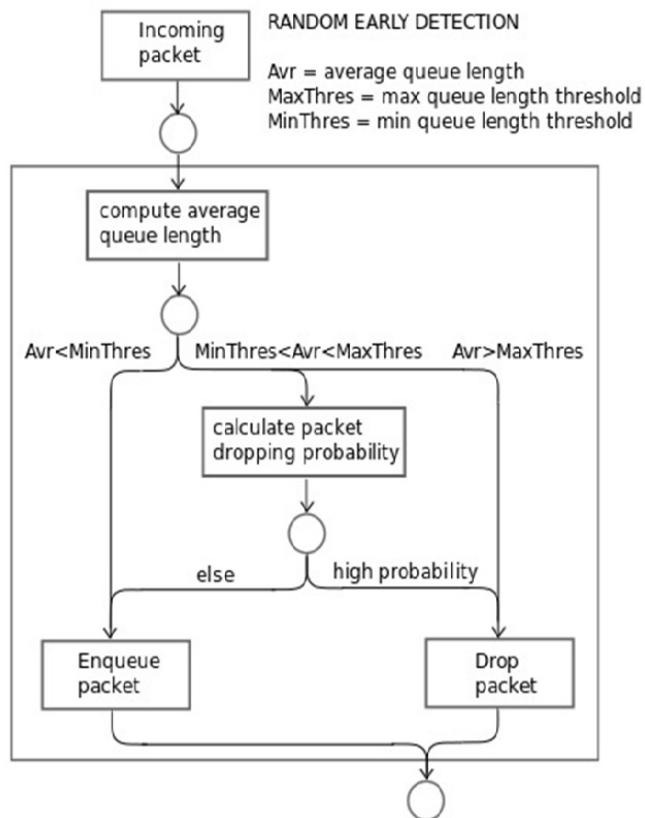 Incoming
packet
RANDOM EARLY DETECTION
Avr = average queue length
MaxThres = max queue length threshold
MinThres = min queue length threshold
compute average
queue length
Avr<MinThres
MinThres<Avr<MaxThres
Avr>MaxThres
calculate packet
dropping probability
else
high probability
Enqueue
packet
Drop
packet